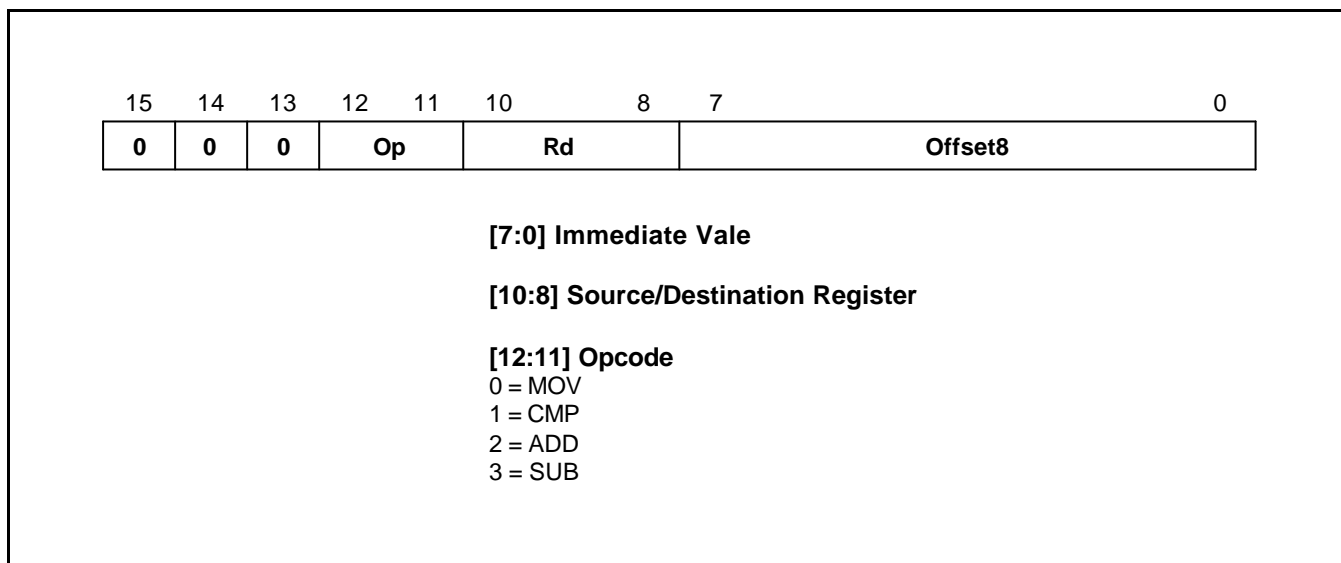 15 14 13 12 11 10 8 7 0
0 0 0 Op Rd Offset8
[7:0] Immediate Vale
[10:8] Source/Destination Register
[12:11] Opcode
0 = MOV
1 = CMP
2 = ADD
3 = SUB